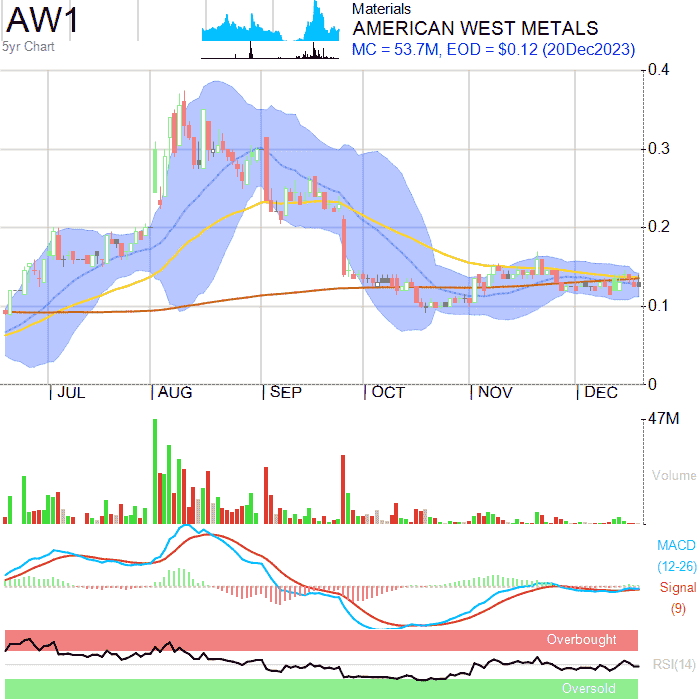 AW1
5yr Chart
Materials
AMERICAN WEST METALS
MC = 53.7M, EOD = $0.12 (20Dec2023)
0.4
0.3
0.2
0.1
0
JUL AUG SEP OCT NOV DEC
47M
Volume
MACD
(12-26)
Signal
(9)
Overbought
RSI(14)
Oversold